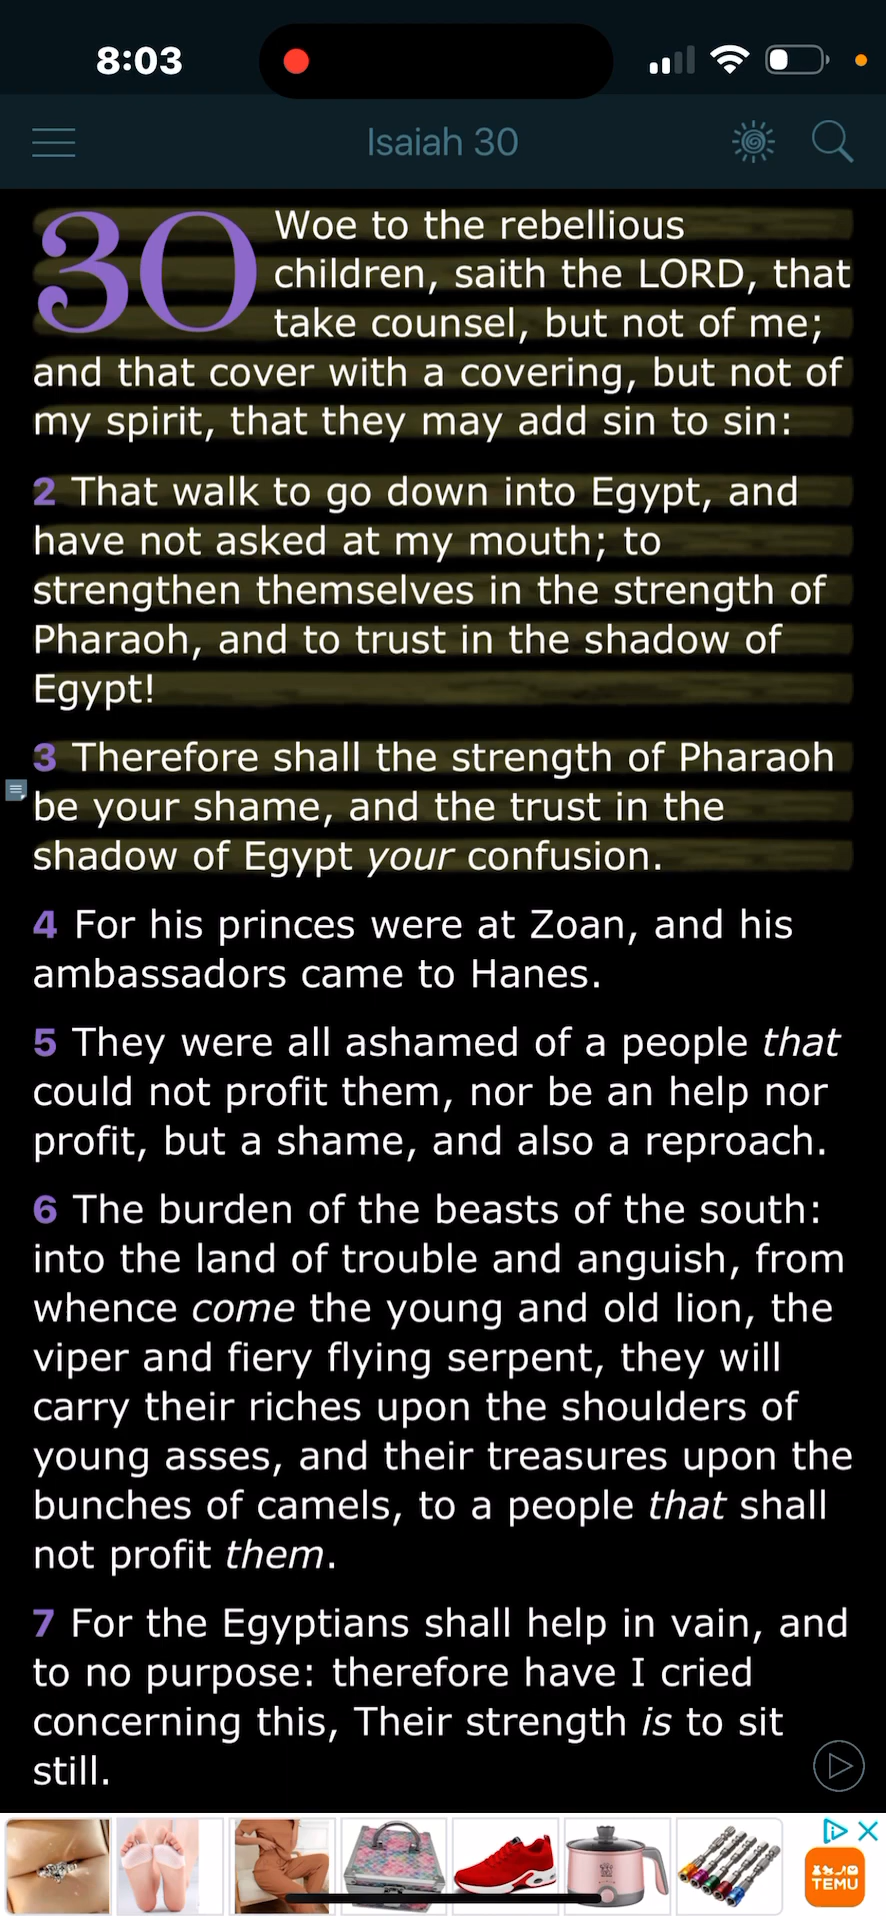 8:03
Isaiah 30
30 Woe to the rebellious
children, saith the LORD, that
take counsel, but not of me;
and that cover with a covering, but not of
my spirit, that they may add sin to sin:
2 That walk to go down into Egypt, and
have not asked at my mouth; to
strengthen themselves in the strength of
Pharaoh, and to trust in the shadow of
Egypt!
3 Therefore shall the strength of Pharaoh
be your shame, and the trust in the
shadow of Egypt your confusion.
4 For his princes were at Zoan, and his
ambassadors came to Hanes.
5 They were all ashamed of a people that
could not profit them, nor be an help nor
profit, but a shame, and also a reproach.
6 The burden of the beasts of the south:
into the land of trouble and anguish, from
whence come the young and old lion, the
viper and fiery flying serpent, they will
carry their riches upon the shoulders of
young asses, and their treasures upon the
bunches of camels, to a people that shall
not profit them.
7 For the Egyptians shall help in vain, and
to no purpose: therefore have I cried
concerning this, Their strength is to sit
still.
TEMU